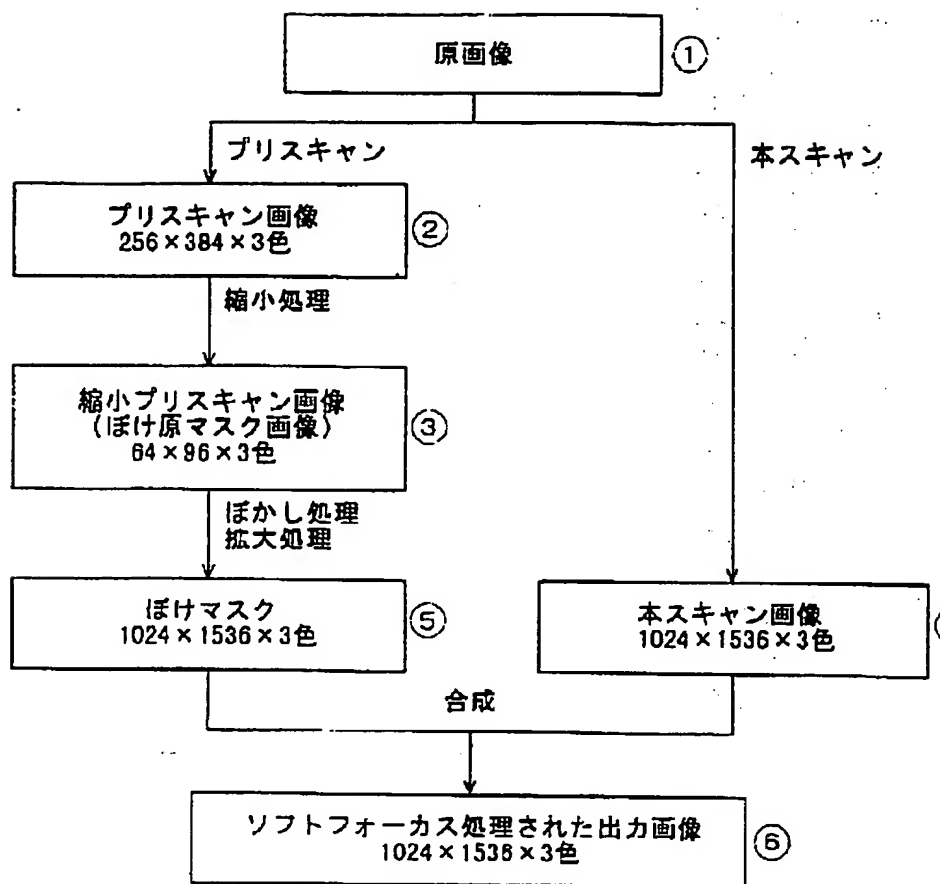 原画像
①
プリスキャン
本スキャン
プリスキャン画像
256×384×3色
②
縮小処理
縮小プリスキャン画像
(ぼけ原マスク画像)
64×96×3色
③
ぼかし処理
拡大処理
ぼけマスク
1024×1536×3色
⑤
本スキャン画像
1024×1536×3色
合成
ソフトフォーカス処理された出力画像
1024×1536×3色
⑥